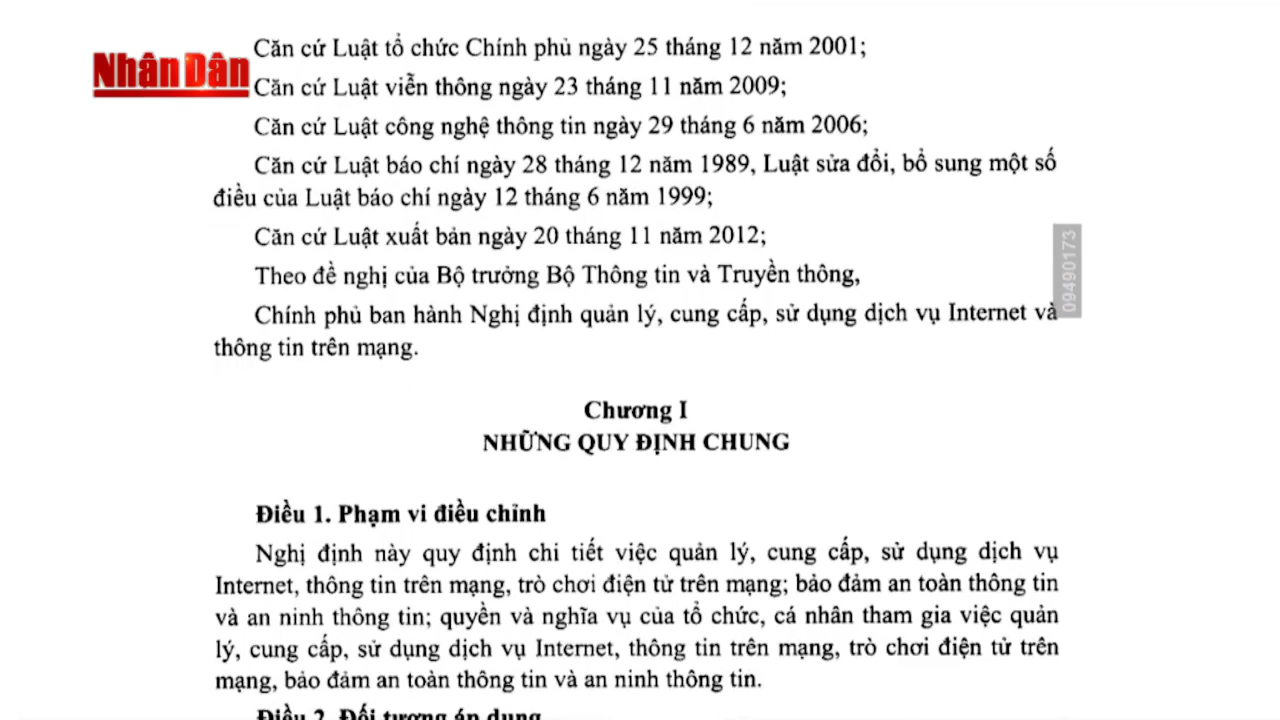 Căn cứ Luật tổ chức Chính phủ ngày 25 tháng 12 năm 2001;
Nhân Dân
Căn cứ Luật viễn thông ngày 23 tháng 11 năm 2009;
Căn cứ Luật công nghệ thông tin ngày 29 tháng 6 năm 2006;
Căn cứ Luật báo chí ngày 28 tháng 12 năm 1989, Luật sửa đổi, bổ sung một số
điều của Luật báo chí ngày 12 tháng 6 năm 1999;
Căn cứ Luật xuất bản ngày 20 tháng 11 năm 2012;
Theo đề nghị của Bộ trưởng Bộ Thông tin và Truyền thông,
Chính phủ ban hành Nghị định quản lý, cung cấp, sử dụng dịch vụ Internet và
thông tin trên mạng.
09490173
Chương I
NHỮNG QUY ĐỊNH CHUNG
Điều 1. Phạm vi điều chỉnh
Nghị định này quy định chi tiết việc quản lý, cung cấp, sử dụng dịch vụ
Internet, thông tin trên mạng, trò chơi điện tử trên mạng; bảo đảm an toàn thông tin
và an ninh thông tin; quyền và nghĩa vụ của tổ chức, cá nhân tham gia việc quản
lý, cung cấp, sử dụng dịch vụ Internet, thông tin trên mạng, trò chơi điện tử trên
mạng, bảo đảm an toàn thông tin và an ninh thông tin.
Điều 2. Đối tượng áp dụng